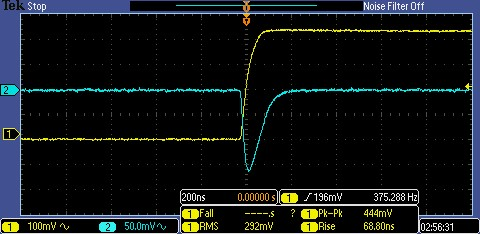 Tek Stop Noise Filter Off
2
1
200ns 0.00000 s 1 196mV 375.288 Hz
1 100mV 2 50.0mV 1 Fall ----.s ? 1 Pk-Pk 444mV 02:56:31
1 RMS 292mV 1 Rise 68.80ns